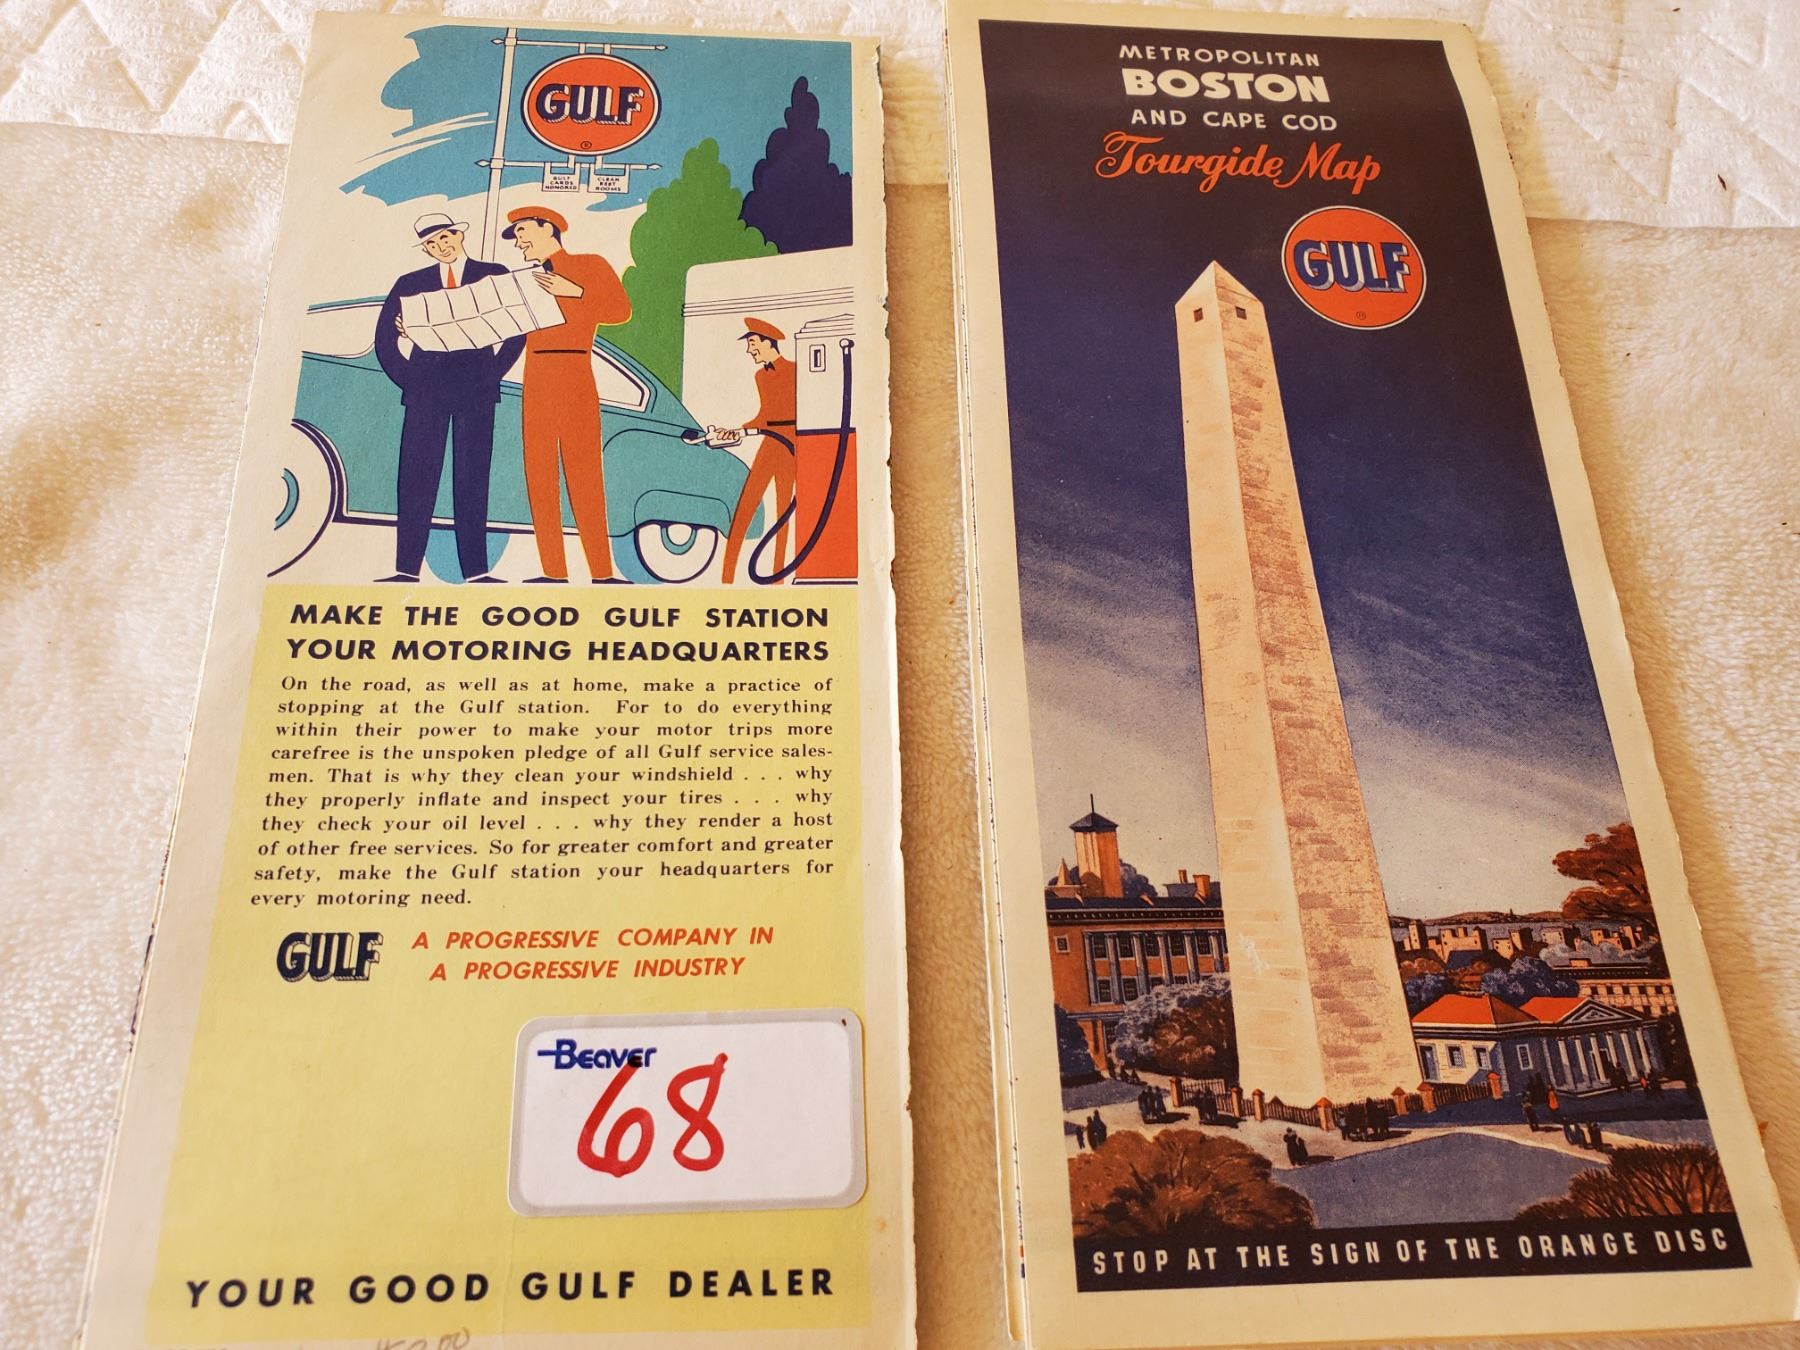 GULF
GULF
CARDS
HONORED
CLEAN
REST
ROOMS
MAKE THE GOOD GULF STATION
YOUR MOTORING HEADQUARTERS
On the road, as well as at home, make a practice of
stopping at the Gulf station. For to do everything
within their power to make your motor trips more
carefree is the unspoken pledge of all Gulf service sales-
men. That is why they clean your windshield . . . why
they properly inflate and inspect your tires . . . why
they check your oil level . . . why they render a host
of other free services. So for greater comfort and greater
safety, make the Gulf station your headquarters for
every motoring need.
GULF A PROGRESSIVE COMPANY IN
A PROGRESSIVE INDUSTRY
Beaver
68
YOUR GOOD GULF DEALER
METROPOLITAN
BOSTON
AND CAPE COD
Tourgide Map
GULF
STOP AT THE SIGN OF THE ORANGE DISC